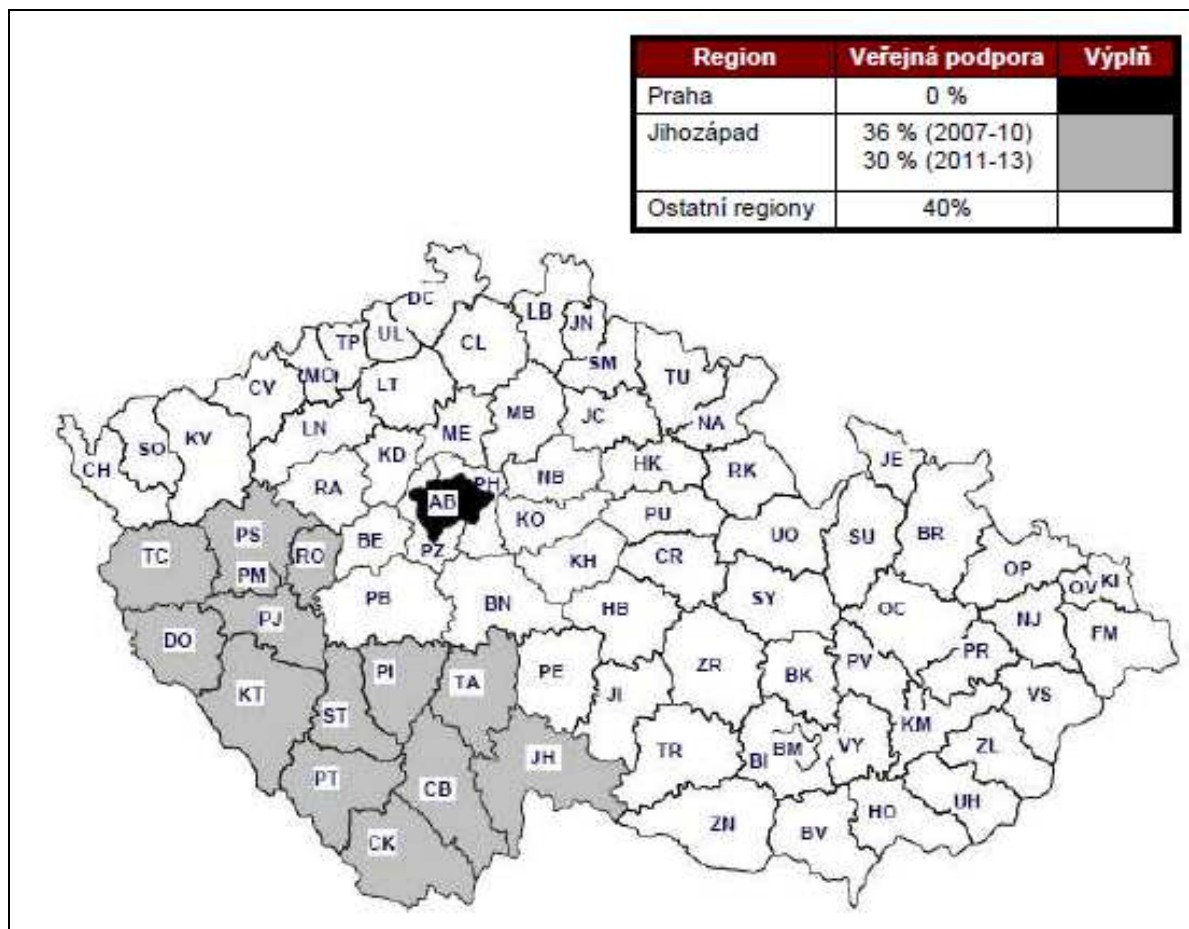 Region Veřejná podpora Výplň
Praha 0 %
Jihozápad 36 % (2007-10)
30 % (2011-13)
Ostatní regiony 40%
DC
LB
JN
UL
TP
CL
SM
MO
CV
LT
TU
MB
JC
NA
LN
ME
KV
SO
CH
KD
NB
HK
RK
JE
RA
PH
AB
KO
PU
PS
RO
BE
PZ
UO
SU
BR
TC
PM
KH
CR
OP
OV
KI
PB
BN
HB
SY
OC
NJ
FM
PJ
DO
PE
ZR
BK
PV
PR
PI
TA
KT
JI
VS
ST
KM
ZL
JH
TR
BI
BM
VY
PT
CB
UH
HO
ZN
BV
CK